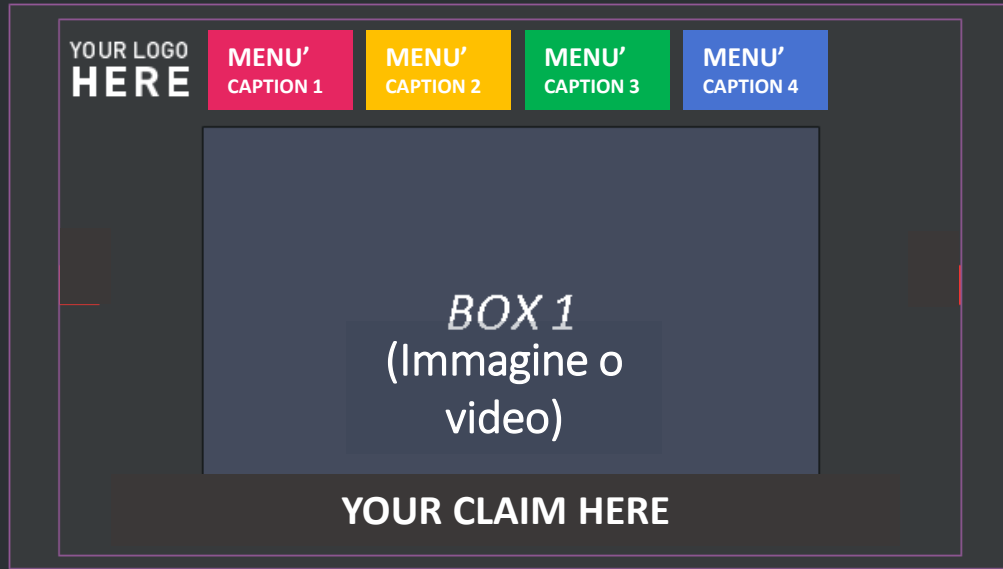 YOUR LOGO
HERE
MENU’
CAPTION 1
MENU’
CAPTION 2
MENU’
CAPTION 3
MENU’
CAPTION 4
BOX 1
(Immagine o
video)
YOUR CLAIM HERE